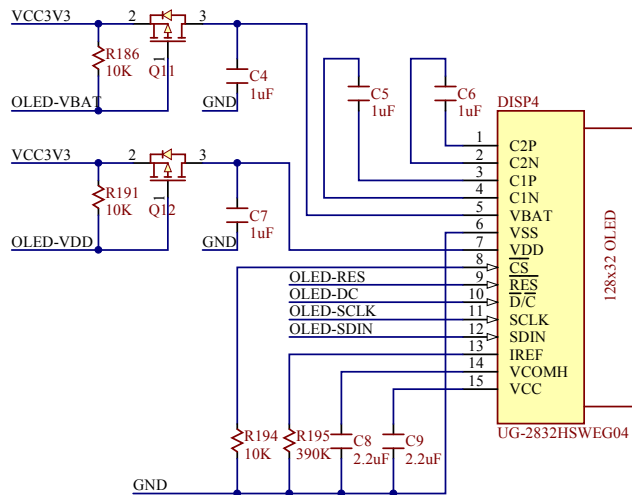 VCC3V3
2
3
R186
10K
1
Q11
C4
1uF
OLED-VBAT
GND
C5
1uF
C6
1uF
DISP4
VCC3V3
2
3
R191
10K
1
Q12
C7
1uF
OLED-VDD
GND
1 C2P
2 C2N
3 C1P
4 C1N
5 VBAT
6 VSS
7 VDD
8 CS
OLED-RES 9 RES
OLED-DC 10 D/C
OLED-SCLK 11 SCLK
OLED-SDIN 12 SDIN
13 IREF
14 VCOMH
15 VCC
128x32 OLED
UG-2832HSWEG04
R194
10K
R195
390K
C8
2.2uF
C9
2.2uF
GND